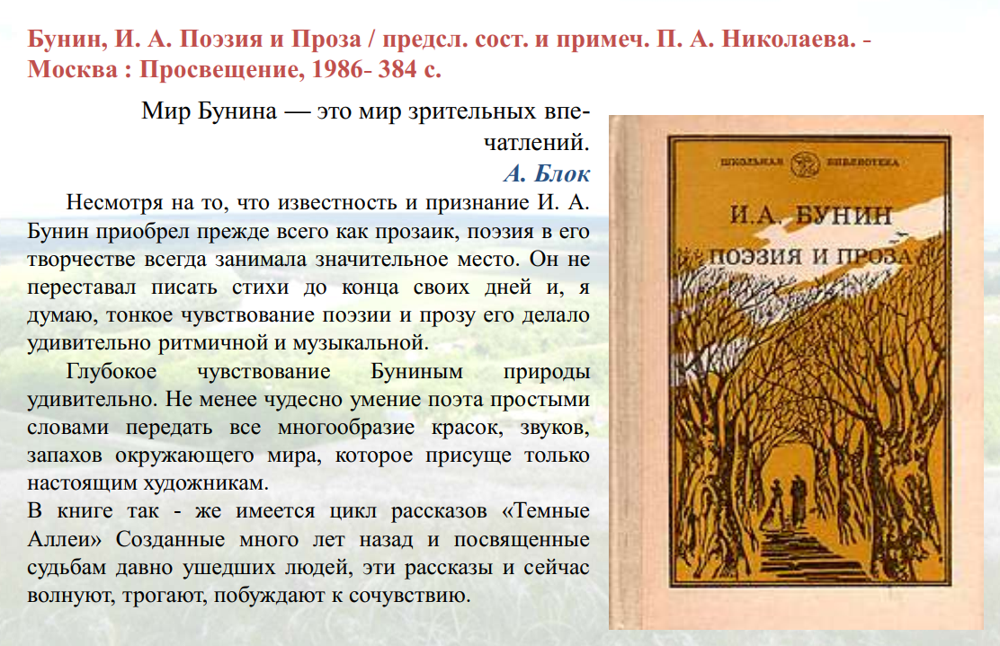 Бунин, И. А. Поэзия и Проза / предсл. сост. и примеч. П. А. Николаева. -
Москва : Просвещение, 1986- 384 с.
Мир Бунина — это мир зрительных впе-
чатлений.
А. Блок
Несмотря на то, что известность и признание И. А.
Бунин приобрел прежде всего как прозаик, поэзия в его
творчестве всегда занимала значительное место. Он не
переставал писать стихи до конца своих дней и, я
думаю, тонкое чувствование поэзии и прозу его делало
удивительно ритмичной и музыкальной.
Глубокое чувствование Буниным природы
удивительно. Не менее чудесно умение поэта простыми
словами передать все многообразие красок, звуков,
запахов окружающего мира, которое присуще только
настоящим художникам.
В книге так - же имеется цикл рассказов «Темные
Аллеи» Созданные много лет назад и посвященные
судьбам давно ушедших людей, эти рассказы и сейчас
волнуют, трогают, побуждают к сочувствию.
ШКОЛЬНАЯ БИБЛИОТЕКА
И.А. БУНИН
ПОЭЗИЯ И ПРОЗА